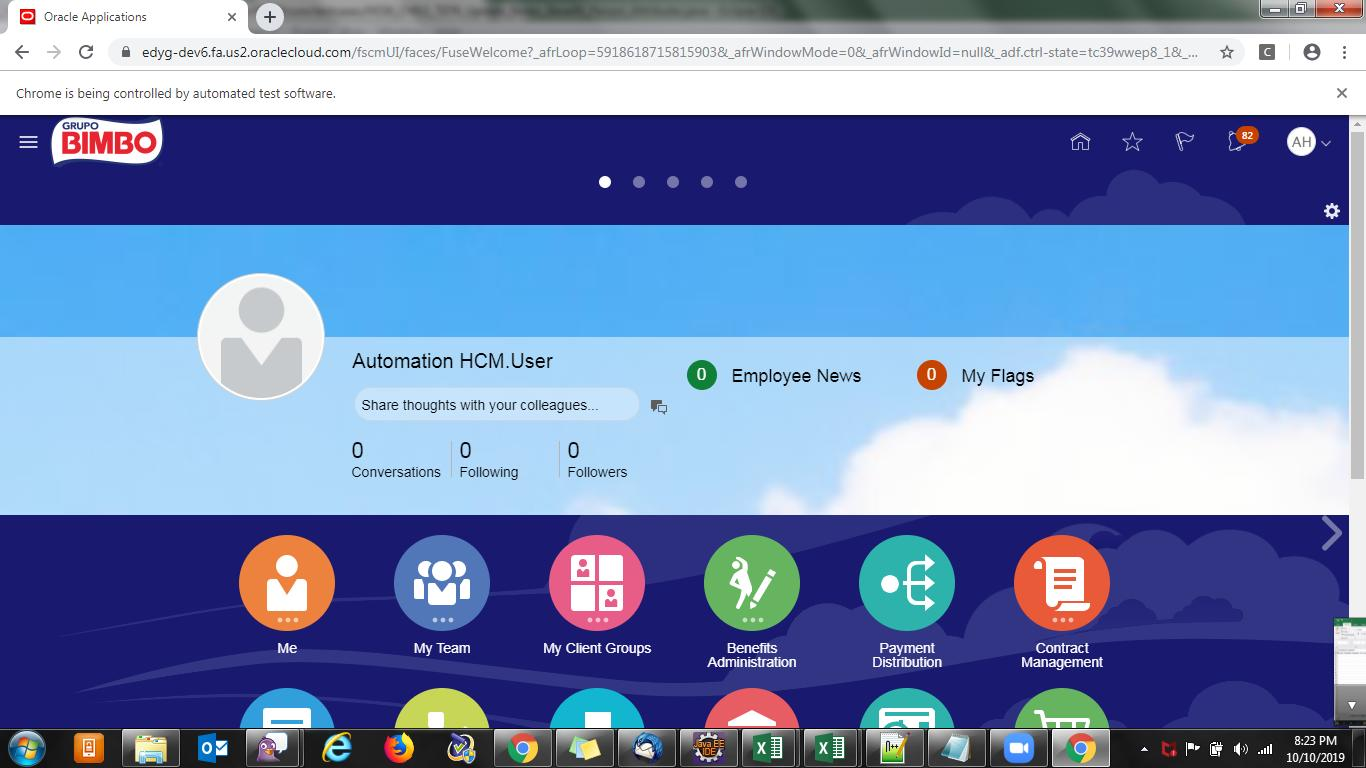 Oracle Applications
edyg-dev6.fa.us2.oraclecloud.com/fscmUI/faces/FuseWelcome?_afrLoop=5918618715815903&_afrWindowMode=0&_afrWindowId=null&_adf.ctrl-state=tc39wwep8_1&_...
C
Chrome is being controlled by automated test software.
GRUPO
BIMBO
82
AH
Automation HCM.User
0 Employee News
0 My Flags
Share thoughts with your colleagues...
0 0 0
Conversations Following Followers
Me
My Team
My Client Groups
Benefits
Administration
Payment
Distribution
Contract
Management
Java EE
IDE
8:23 PM
10/10/2019